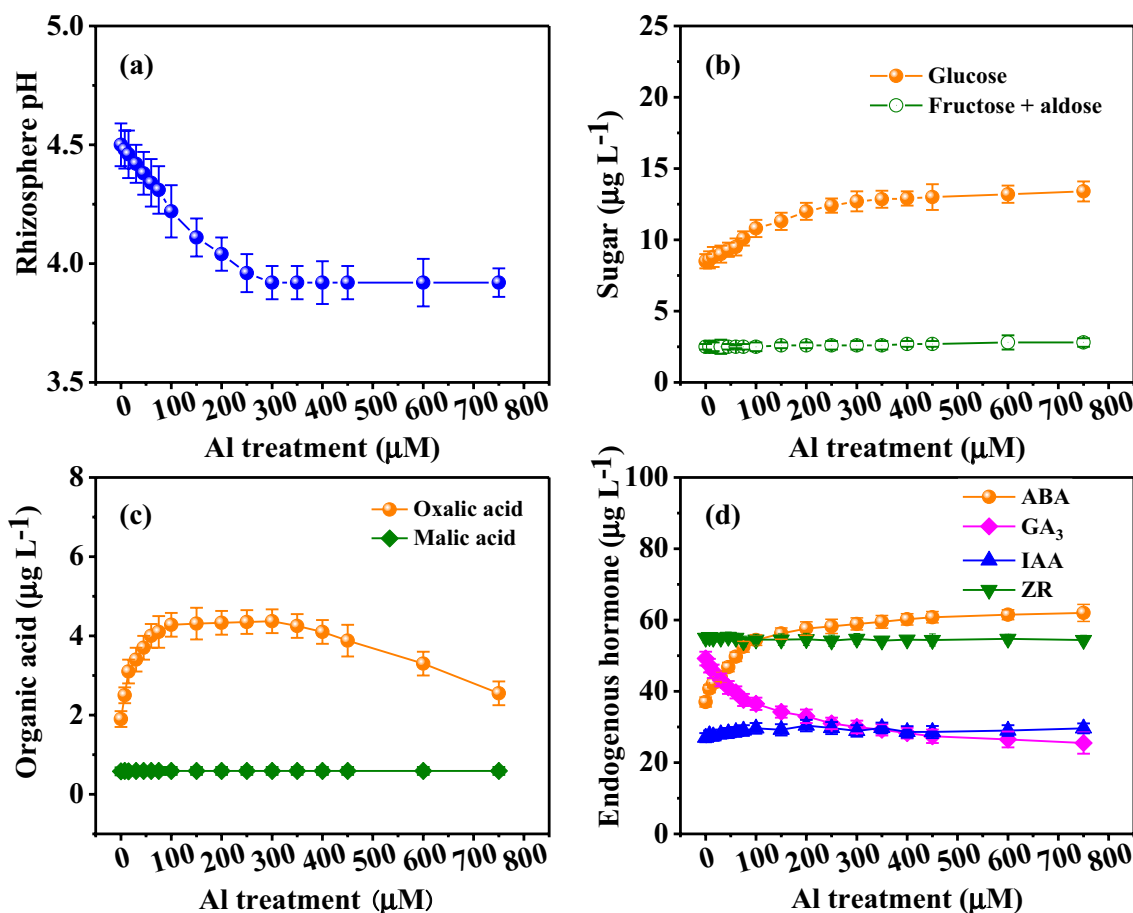 (a)
Rhizosphere pH
5.0
4.5
4.0
3.5
0 100 200 300 400 500 600 700 800
Al treatment (μM)
(b)
Glucose
Fructose + aldose
Sugar (μg L-1)
25
20
15
10
5
0
0 100 200 300 400 500 600 700 800
Al treatment (μM)
(c)
Oxalic acid
Malic acid
Organic acid (μg L-1)
8
6
4
2
0
0 100 200 300 400 500 600 700 800
Al treatment (μM)
(d)
ABA
GA3
IAA
ZR
Endogenous hormone (μg L-1)
100
80
60
40
20
0
0 100 200 300 400 500 600 700 800
Al treatment (μM)